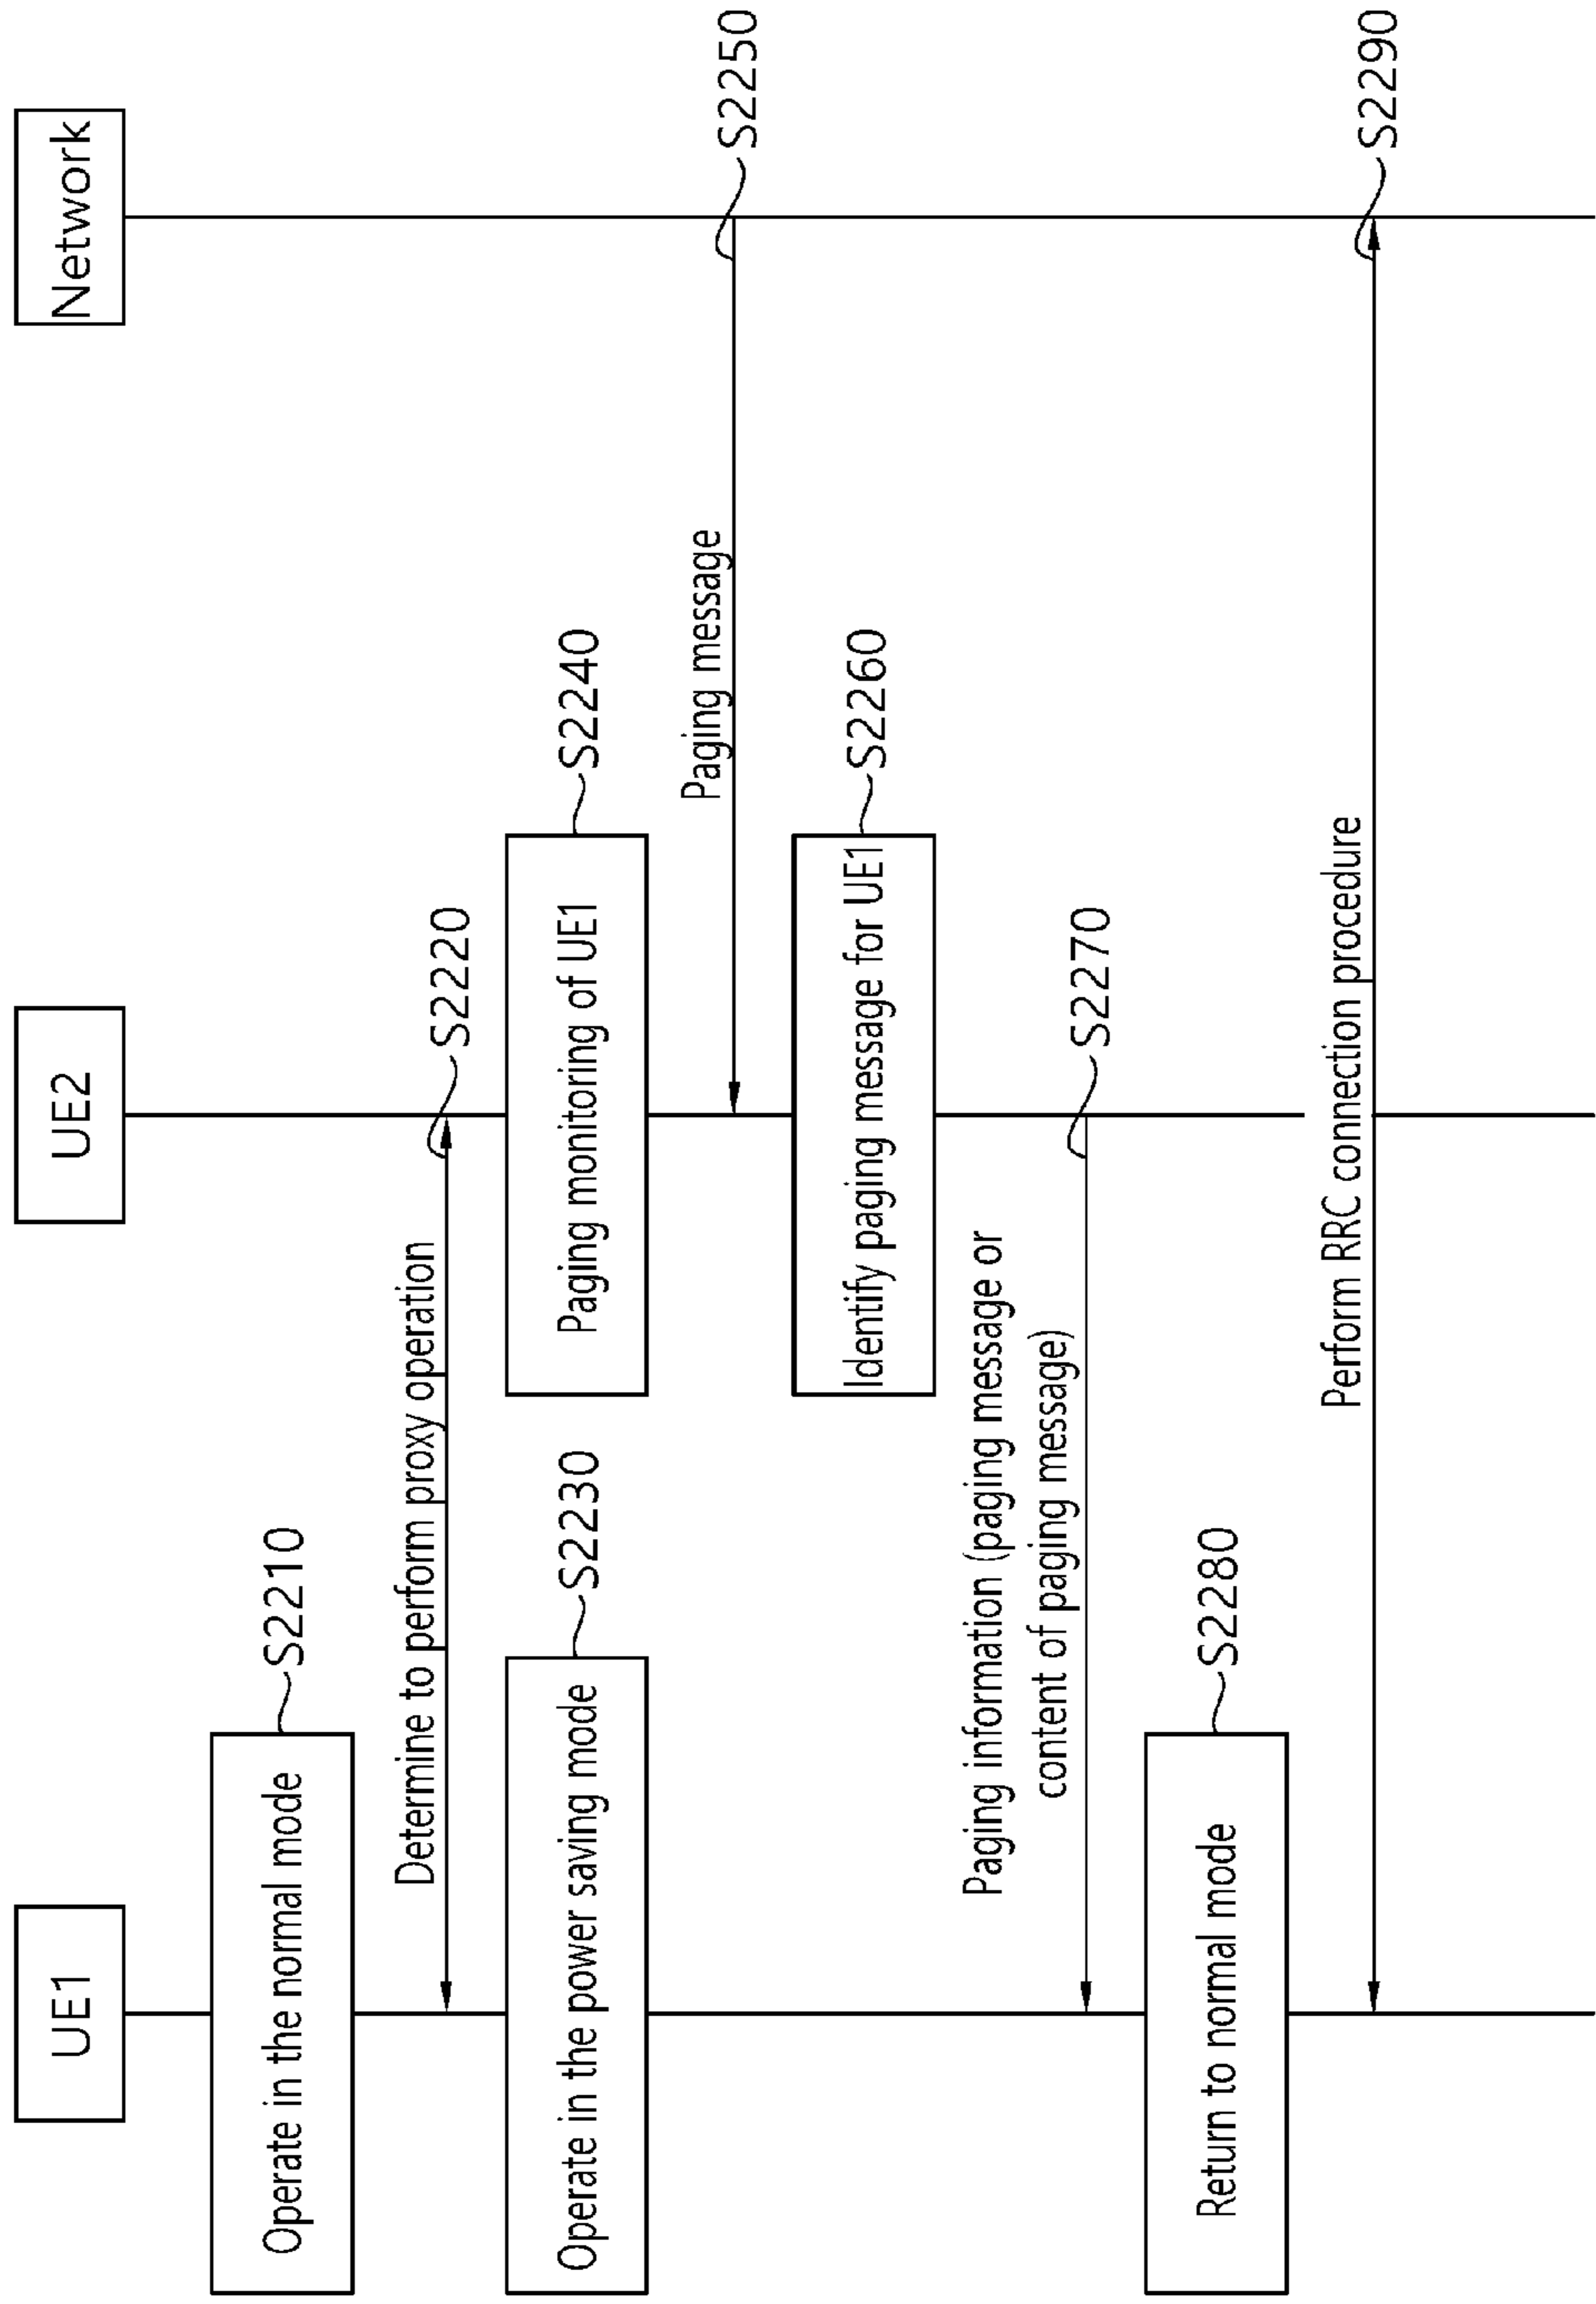 UE1
UE2
Network
Operate in the normal mode
S2210
Determine to perform proxy operation
S2220
Operate in the power saving mode
S2230
Paging monitoring of UE1
S2240
Paging message
S2250
Identify paging message for UE1
S2260
Paging information (paging message or
content of paging message)
S2270
Return to normal mode
S2280
Perform RRC connection procedure
S2290